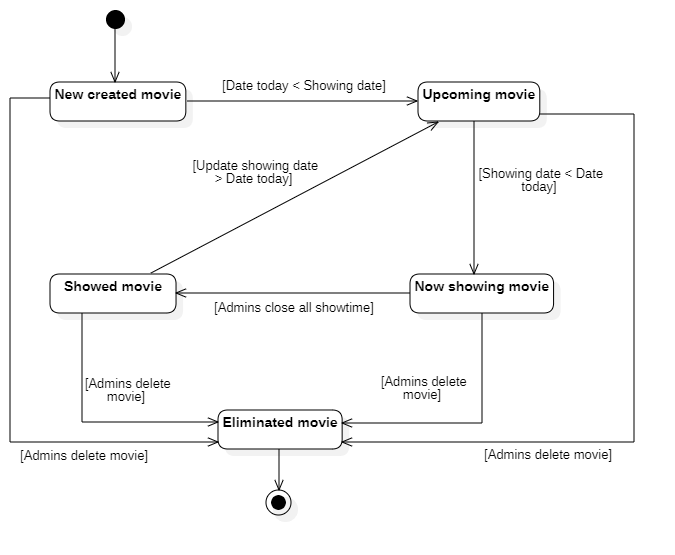 [Date today < Showing date]
New created movie
Upcoming movie
[Update showing date
> Date today]
[Showing date < Date
today]
Showed movie
Now showing movie
[Admins close all showtime]
[Admins delete
movie]
[Admins delete
movie]
Eliminated movie
[Admins delete movie]
[Admins delete movie]